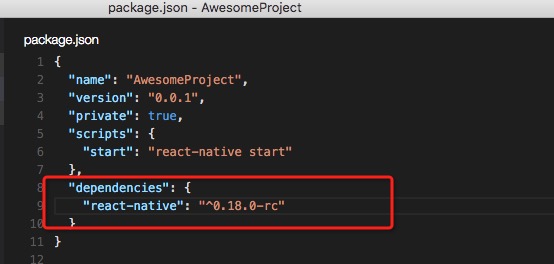 package.json - AwesomeProject
package.json
1 {
2 "name": "AwesomeProject",
3 "version": "0.0.1",
4 "private": true,
5 "scripts": {
6 "start": "react-native start"
7 },
8 "dependencies": {
9 "react-native": "^0.18.0-rc"
10 }
11 }
12